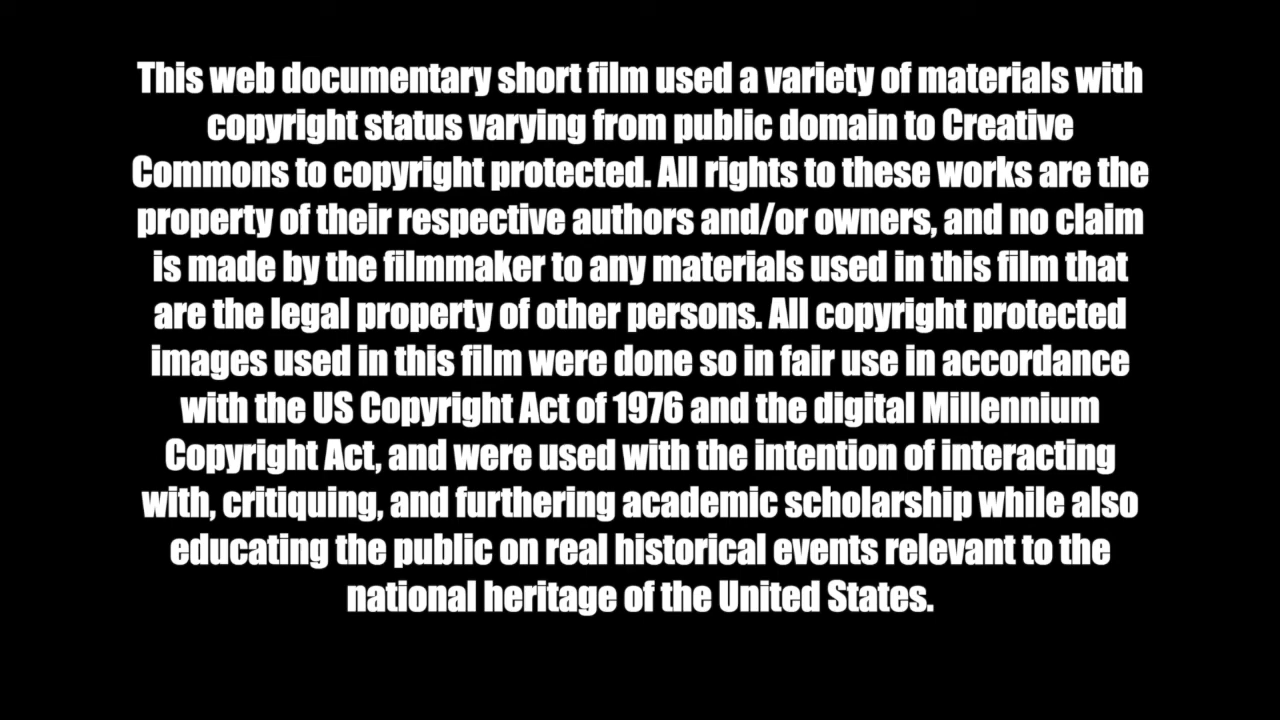 This web documentary short film used a variety of materials with
copyright status varying from public domain to Creative
Commons to copyright protected. All rights to these works are the
property of their respective authors and/or owners, and no claim
is made by the filmmaker to any materials used in this film that
are the legal property of other persons. All copyright protected
images used in this film were done so in fair use in accordance
with the US Copyright Act of 1976 and the digital Millennium
Copyright Act, and were used with the intention of interacting
with, critiquing, and furthering academic scholarship while also
educating the public on real historical events relevant to the
national heritage of the United States.